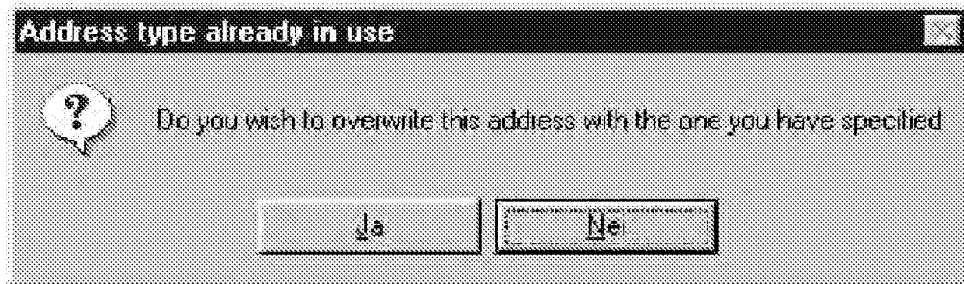 Address type already in use
?
Do you wish to overwrite this address with the one you have specified
Ja
Nei